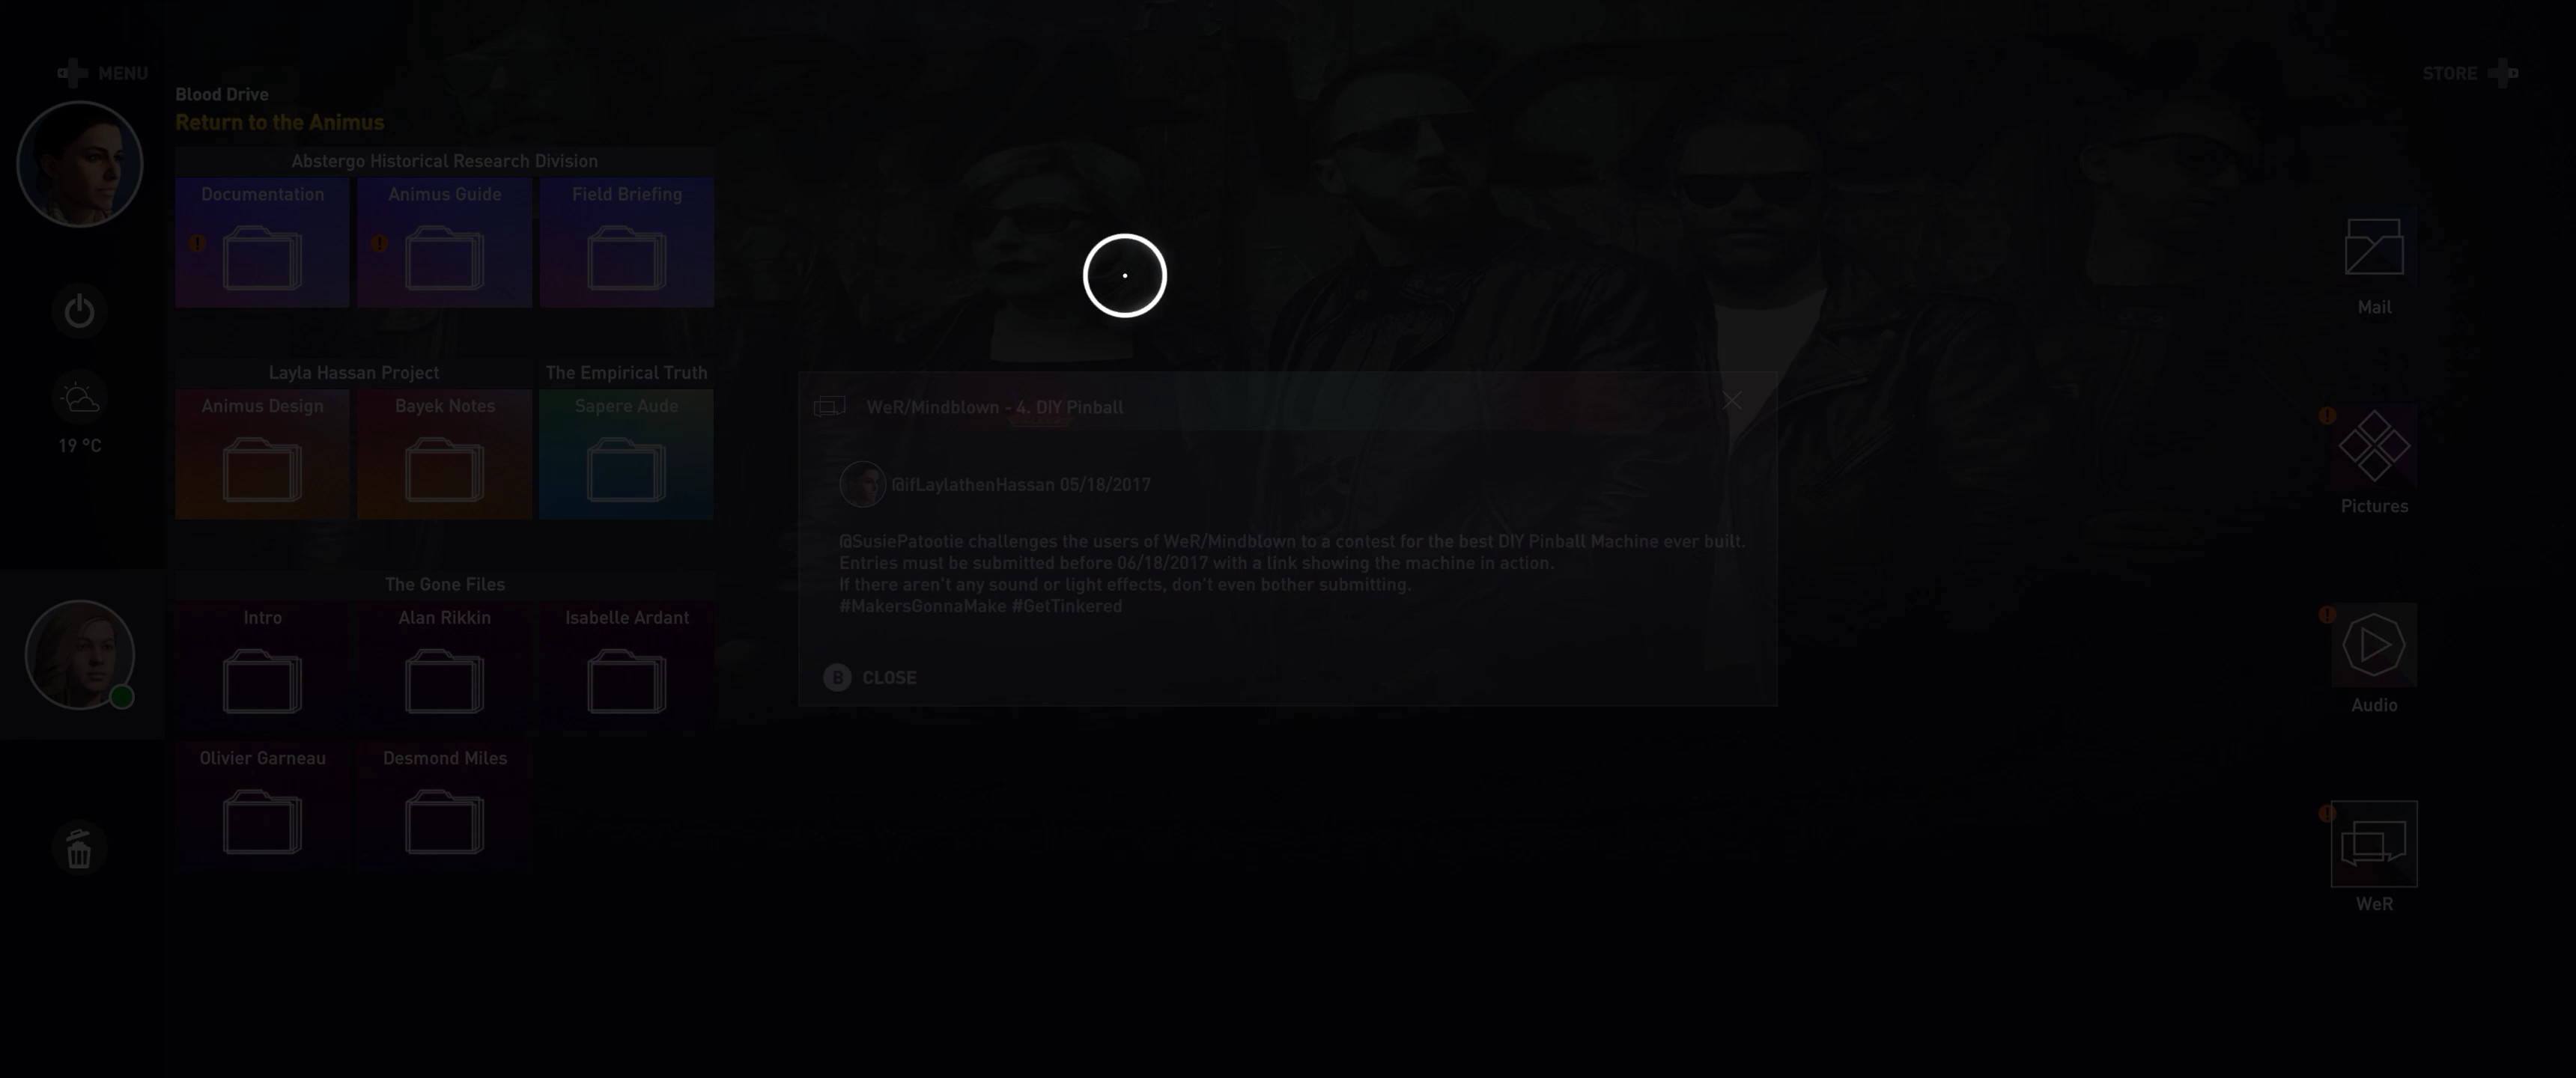 MENU
STORE
Blood Drive
Return to the Animus
Abstergo Historical Research Division
Documentation
Animus Guide
Field Briefing
19 °C
Layla Hassan Project
The Empirical Truth
Animus Design
Bayek Notes
Sapere Aude
The Gone Files
Intro
Alan Rikkin
Isabelle Ardant
Olivier Garneau
Desmond Miles
WeR/Mindblown - 4. DIY Pinball
@ifLaylathenHassan 05/18/2017
@SusiePatootie challenges the users of WeR/Mindblown to a contest for the best DIY Pinball Machine ever built.
Entries must be submitted before 06/18/2017 with a link showing the machine in action.
If there aren't any sound or light effects, don't even bother submitting.
#MakersGonnaMake #GetTinkered
B CLOSE
Mail
Pictures
Audio
WeR